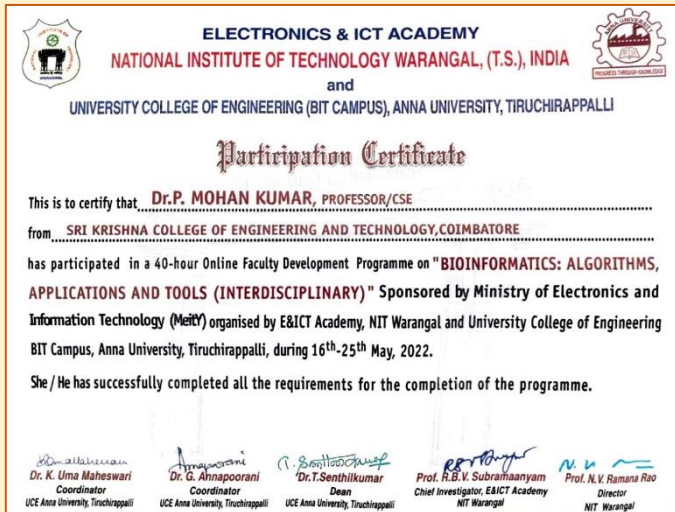 ELECTRONICS & ICT ACADEMY
NATIONAL INSTITUTE OF TECHNOLOGY WARANGAL, (T.S.), INDIA
and
UNIVERSITY COLLEGE OF ENGINEERING (BIT CAMPUS), ANNA UNIVERSITY, TIRUCHIRAPPALLI
ANNA UNIVERSITY
PROGRESS THROUGH KNOWLEDGE
Participation Certificate
This is to certify that Dr.P. MOHAN KUMAR, PROFESSOR/CSE
from SRI KRISHNA COLLEGE OF ENGINEERING AND TECHNOLOGY,COIMBATORE
has participated in a 40-hour Online Faculty Development Programme on "BIOINFORMATICS: ALGORITHMS,
APPLICATIONS AND TOOLS (INTERDISCIPLINARY)" Sponsored by Ministry of Electronics and
Information Technology (MeitY) organised by E&ICT Academy, NIT Warangal and University College of Engineering
BIT Campus, Anna University, Tiruchirappalli, during 16th-25th May, 2022.
She / He has successfully completed all the requirements for the completion of the programme.
Dr. K. Uma Maheswari
Coordinator
UCE Anna University, Tiruchirappalli
Dr. G. Annapoorani
Coordinator
UCE Anna University, Tiruchirappalli
Dr.T.Senthilkumar
Dean
UCE Anna University, Tiruchirappalli
Prof. R.B.V. Subramaanyam
Chief Investigator, E&ICT Academy
NIT Warangal
Prof. N.V. Ramana Rao
Director
NIT Warangal